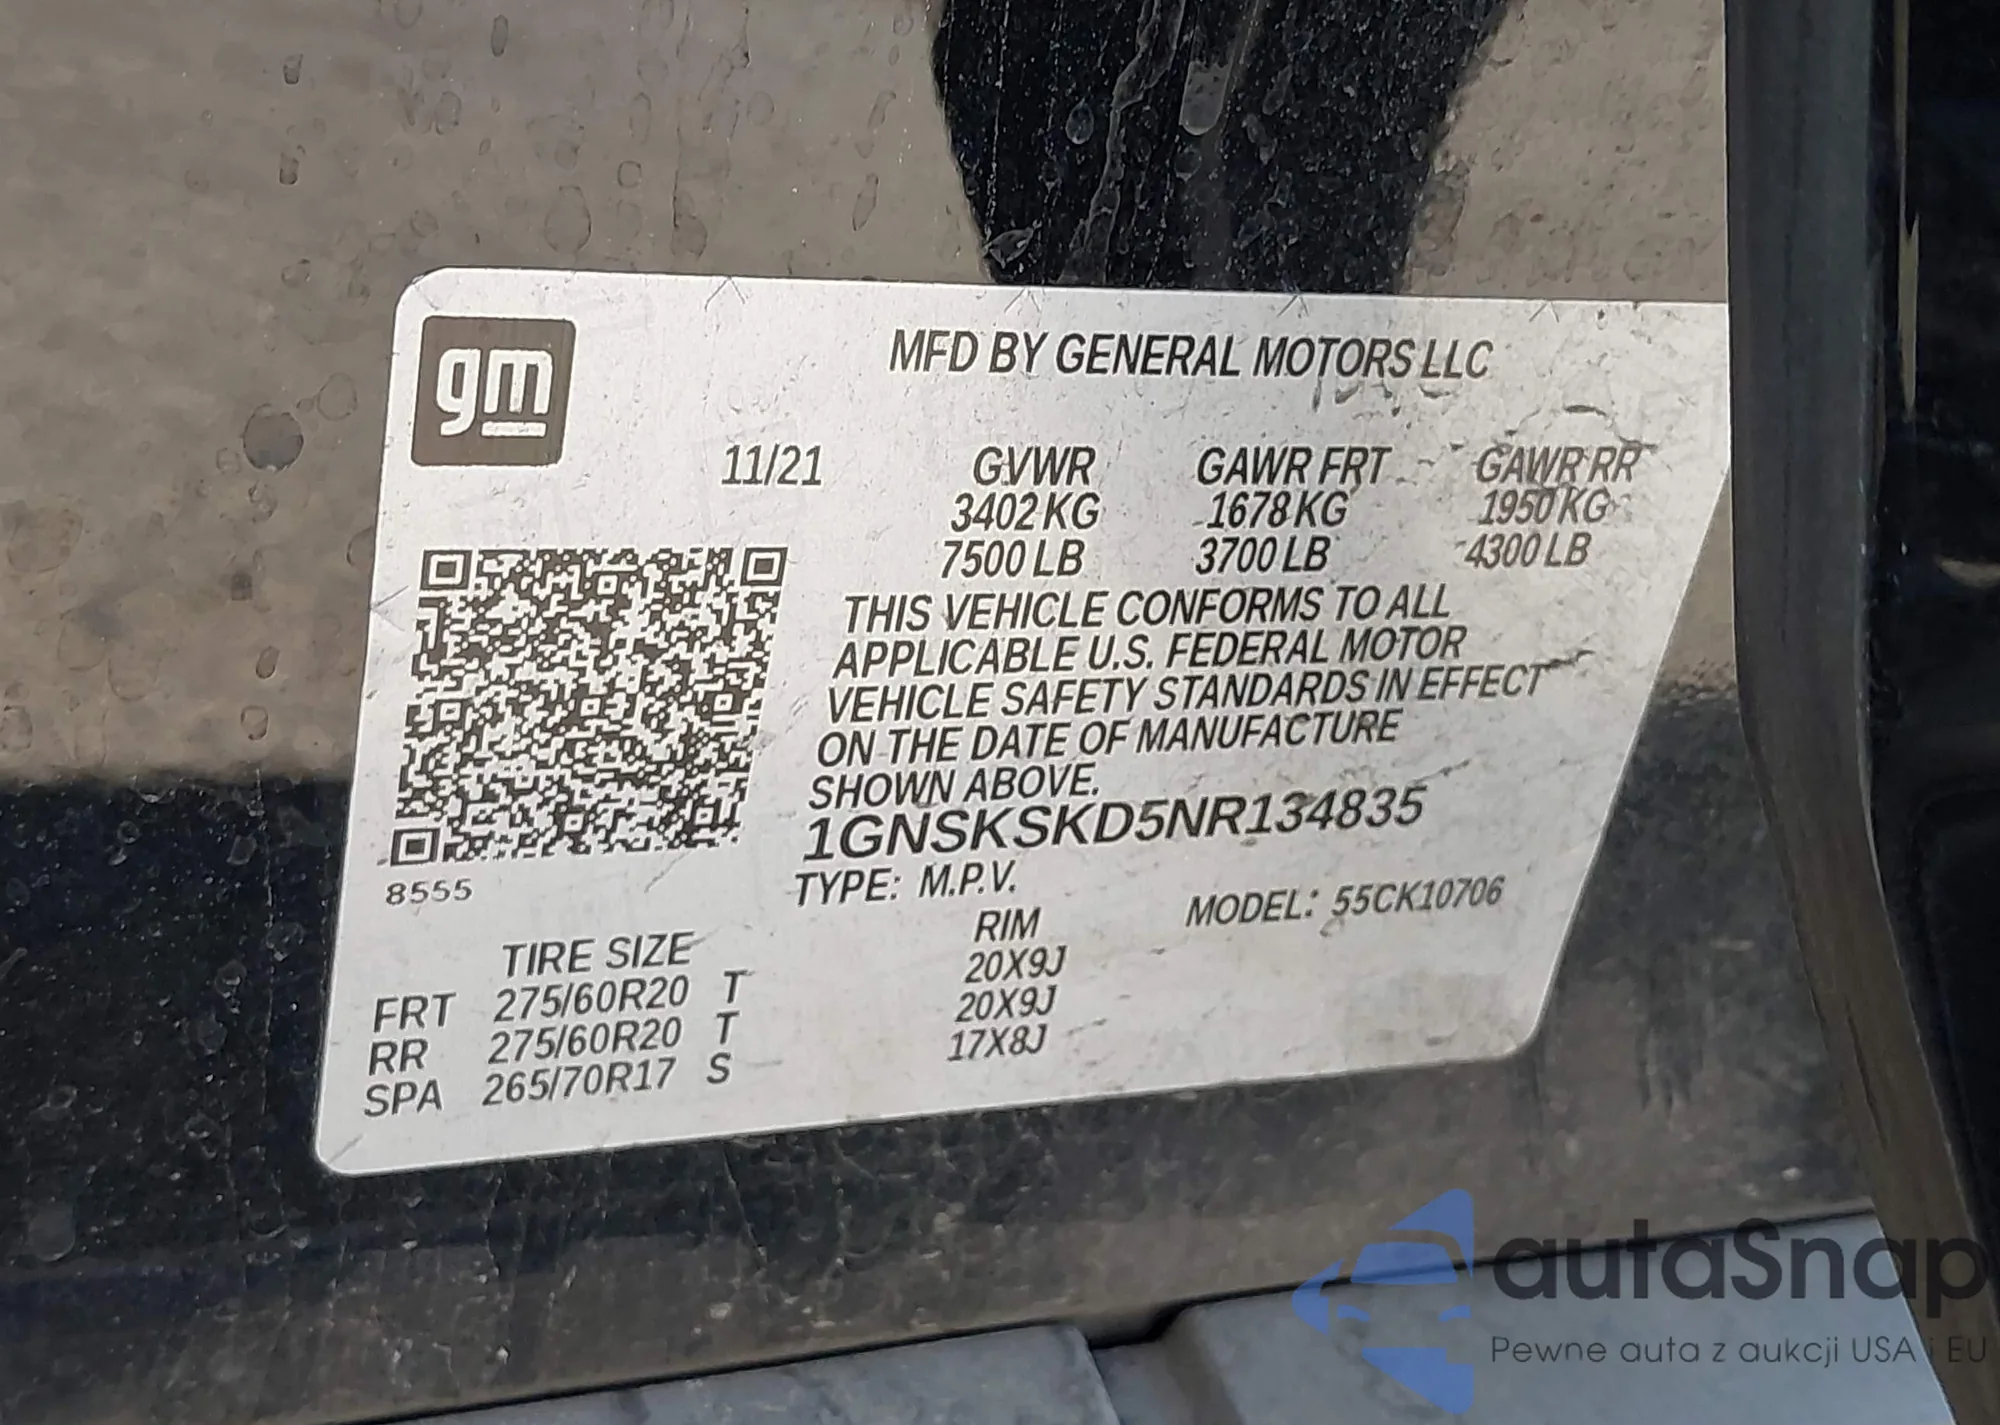 gm
MFD BY GENERAL MOTORS LLC
11/21 GVWR GAWR FRT GAWR RR
3402 KG 1678 KG 1950 KG
7500 LB 3700 LB 4300 LB
THIS VEHICLE CONFORMS TO ALL
APPLICABLE U.S. FEDERAL MOTOR
VEHICLE SAFETY STANDARDS IN EFFECT
ON THE DATE OF MANUFACTURE
SHOWN ABOVE.
1GNSKSKD5NR134835
8555
TYPE: M.P.V. MODEL: 55CK10706
TIRE SIZE RIM
FRT 275/60R20 T 20X9J
RR 275/60R20 T 20X9J
SPA 265/70R17 S 17X8J
autaSnap
Pewne auta z aukcji USA i EU